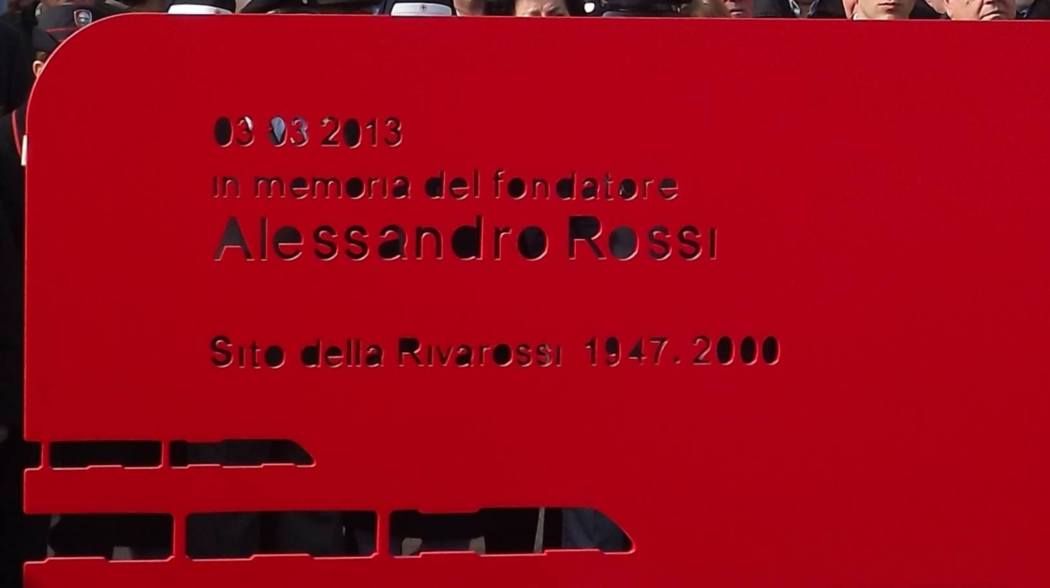 03 03 2013
in memoria del fondatore
Alessandro Rossi
Sito della Rivarossi 1947.2000